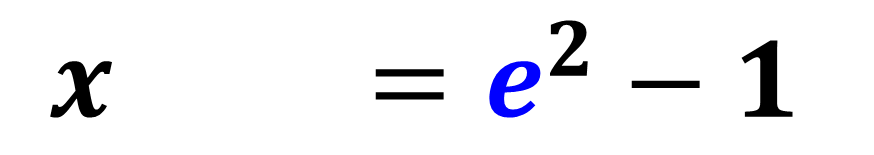 x = e² − 1